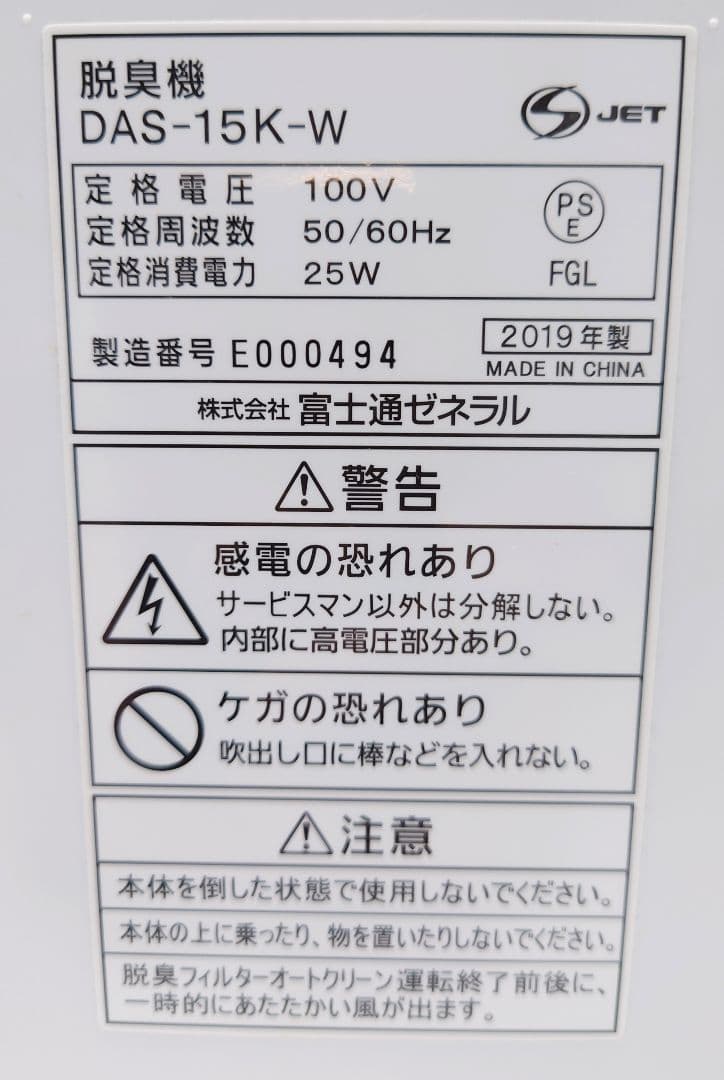 脱臭機
DAS-15K-W
S JET
定格電圧 100V
定格周波数 50/60Hz
定格消費電力 25W
PS
E
FGL
製造番号 E000494
2019年製
MADE IN CHINA
株式会社 富士通ゼネラル
警告
感電の恐れあり
サービスマン以外は分解しない。
内部に高電圧部分あり。
ケガの恐れあり
吹出し口に棒などを入れない。
注意
本体を倒した状態で使用しないでください。
本体の上に乗ったり、物を置いたりしないでください。
脱臭フィルターオートクリーン運転終了前後に、
一時的にあたたかい風が出ます。